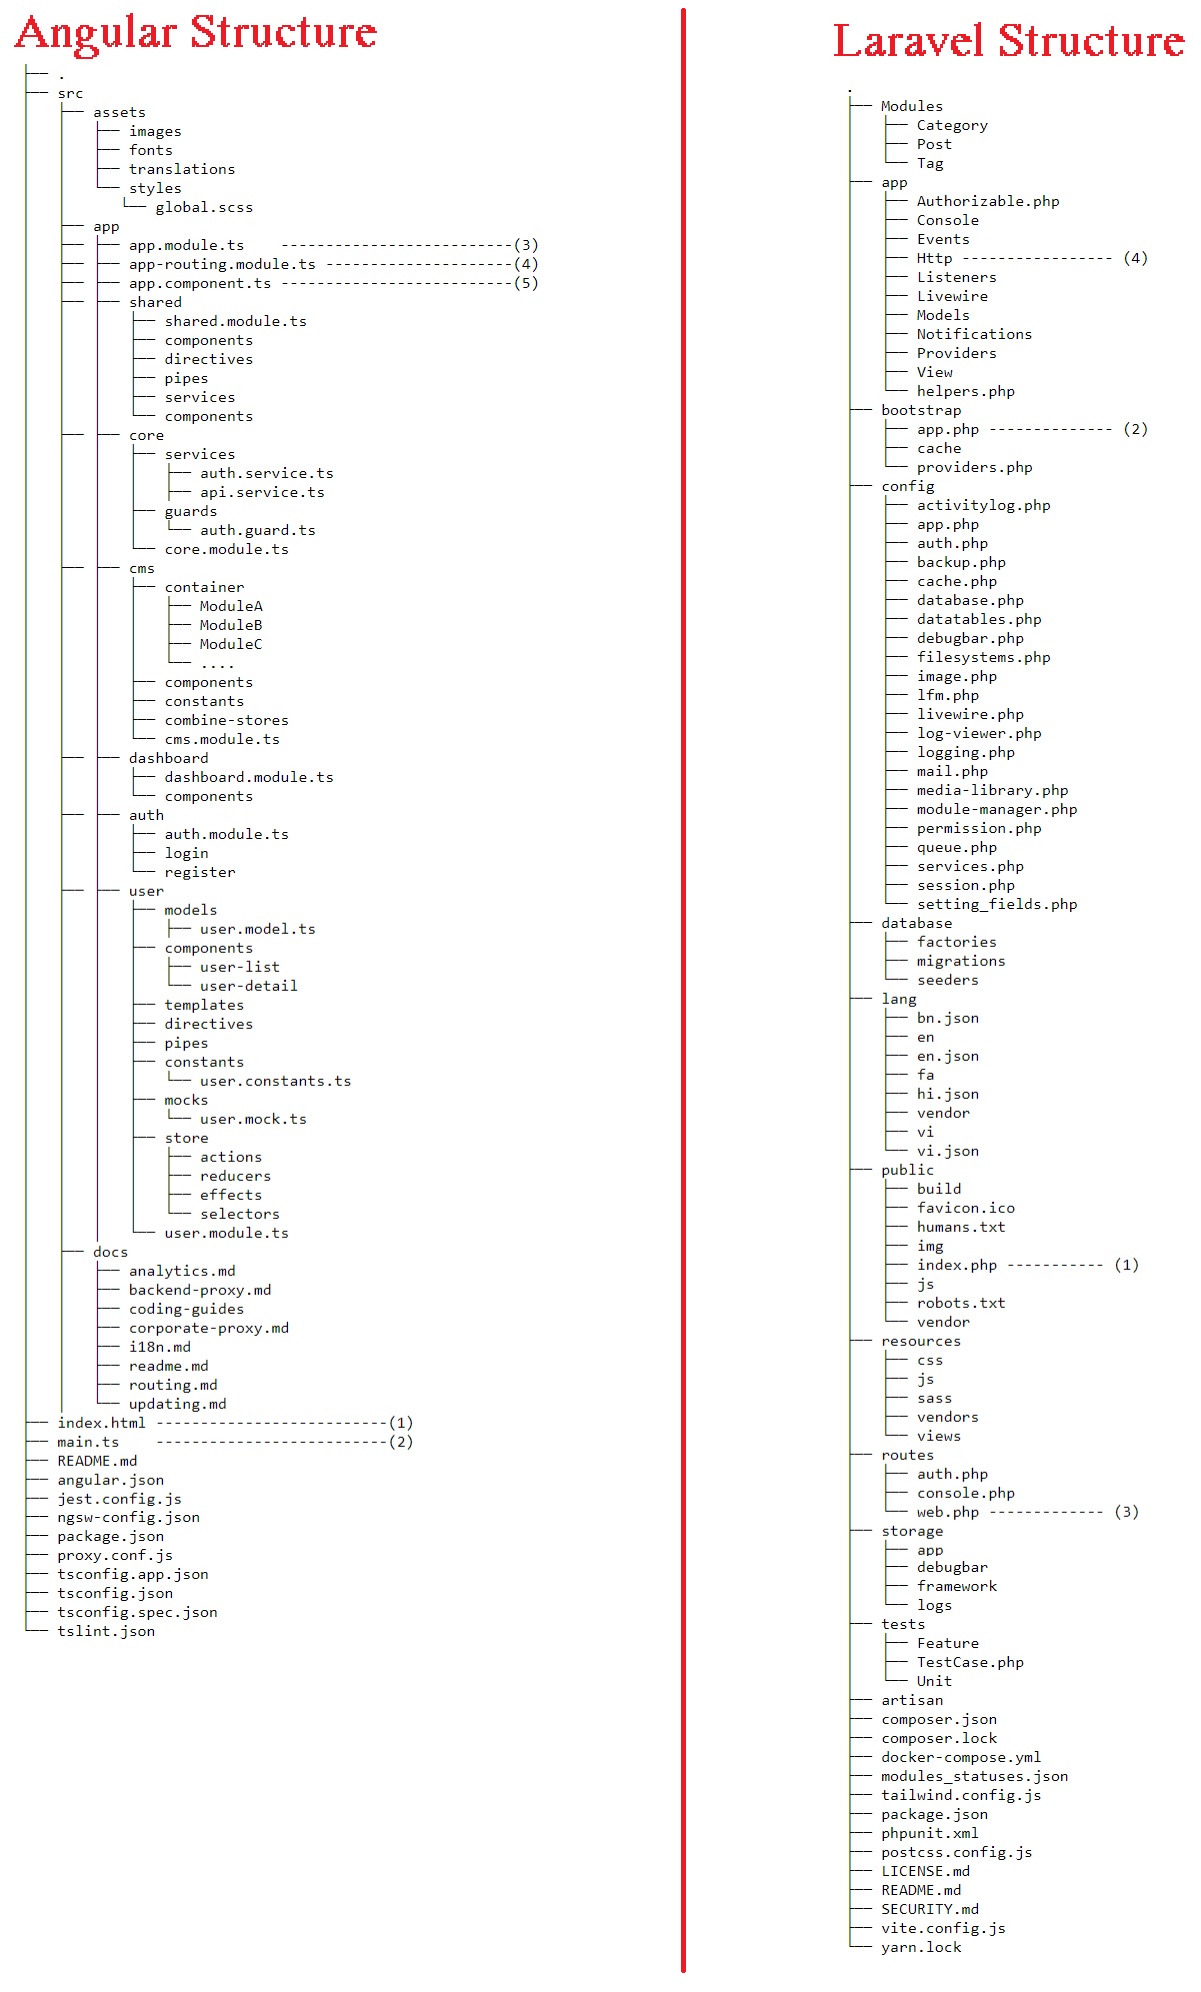 Angular Structure
├── .
├── src
│   ├── assets
│   │   ├── images
│   │   ├── fonts
│   │   ├── translations
│   │   └── styles
│   │      └── global.scss
│   ├── app
│   ├── ├── app.module.ts    --------------------------(3)
│   ├── ├── app-routing.module.ts ---------------------(4)
│   ├── ├── app.component.ts --------------------------(5)
│   ├── ├── shared
│   │   │   ├── shared.module.ts
│   │   │   ├── components
│   │   │   ├── directives
│   │   │   ├── pipes
│   │   │   ├── services
│   │   │   └── components
│   ├── ├── core
│   │   │   ├── services
│   │   │   │   ├── auth.service.ts
│   │   │   │   ├── api.service.ts
│   │   │   ├── guards
│   │   │   │   └── auth.guard.ts
│   │   │   └── core.module.ts
│   ├── ├── cms
│   │   │   ├── container
│   │   │   │   ├── ModuleA
│   │   │   │   ├── ModuleB
│   │   │   │   ├── ModuleC
│   │   │   │   └── ....
│   │   │   ├── components
│   │   │   ├── constants
│   │   │   ├── combine-stores
│   │   │   └── cms.module.ts
│   ├── ├── dashboard
│   │   │   ├── dashboard.module.ts
│   │   │   └── components
│   ├── ├── auth
│   │   │   ├── auth.module.ts
│   │   │   ├── login
│   │   │   └── register
│   ├── ├── user
│   │   │   ├── models
│   │   │   │   ├── user.model.ts
│   │   │   ├── components
│   │   │   │   ├── user-list
│   │   │   │   └── user-detail
│   │   │   ├── templates
│   │   │   ├── directives
│   │   │   ├── pipes
│   │   │   ├── constants
│   │   │   │   └── user.constants.ts
│   │   │   ├── mocks
│   │   │   │   └── user.mock.ts
│   │   │   ├── store
│   │   │   │   ├── actions
│   │   │   │   ├── reducers
│   │   │   │   ├── effects
│   │   │   │   └── selectors
│   │   │   └── user.module.ts
│   ├── docs
│   │   ├── analytics.md
│   │   ├── backend-proxy.md
│   │   ├── coding-guides
│   │   ├── corporate-proxy.md
│   │   ├── i18n.md
│   │   ├── readme.md
│   │   ├── routing.md
│   │   └── updating.md
├── index.html --------------------------(1)
├── main.ts    --------------------------(2)
├── README.md
├── angular.json
├── jest.config.js
├── ngsw-config.json
├── package.json
├── proxy.conf.js
├── tsconfig.app.json
├── tsconfig.json
├── tsconfig.spec.json
└── tslint.json
Laravel Structure
.
├── Modules
│   ├── Category
│   ├── Post
│   └── Tag
├── app
│   ├── Authorizable.php
│   ├── Console
│   ├── Events
│   ├── Http ----------------- (4)
│   ├── Listeners
│   ├── Livewire
│   ├── Models
│   ├── Notifications
│   ├── Providers
│   ├── View
│   └── helpers.php
├── bootstrap
│   ├── app.php -------------- (2)
│   ├── cache
│   └── providers.php
├── config
│   ├── activitylog.php
│   ├── app.php
│   ├── auth.php
│   ├── backup.php
│   ├── cache.php
│   ├── database.php
│   ├── datatables.php
│   ├── debugbar.php
│   ├── filesystems.php
│   ├── image.php
│   ├── lfm.php
│   ├── livewire.php
│   ├── log-viewer.php
│   ├── logging.php
│   ├── mail.php
│   ├── media-library.php
│   ├── module-manager.php
│   ├── permission.php
│   ├── queue.php
│   ├── services.php
│   ├── session.php
│   └── setting_fields.php
├── database
│   ├── factories
│   ├── migrations
│   └── seeders
├── lang
│   ├── bn.json
│   ├── en
│   ├── en.json
│   ├── fa
│   ├── hi.json
│   ├── vendor
│   ├── vi
│   └── vi.json
├── public
│   ├── build
│   ├── favicon.ico
│   ├── humans.txt
│   ├── img
│   ├── index.php ----------- (1)
│   ├── js
│   ├── robots.txt
│   └── vendor
├── resources
│   ├── css
│   ├── js
│   ├── sass
│   ├── vendors
│   └── views
├── routes
│   ├── auth.php
│   ├── console.php
│   └── web.php ------------- (3)
├── storage
│   ├── app
│   ├── debugbar
│   ├── framework
│   └── logs
├── tests
│   ├── Feature
│   ├── TestCase.php
│   └── Unit
├── artisan
├── composer.json
├── composer.lock
├── docker-compose.yml
├── modules_statuses.json
├── tailwind.config.js
├── package.json
├── phpunit.xml
├── postcss.config.js
├── LICENSE.md
├── README.md
├── SECURITY.md
├── vite.config.js
└── yarn.lock